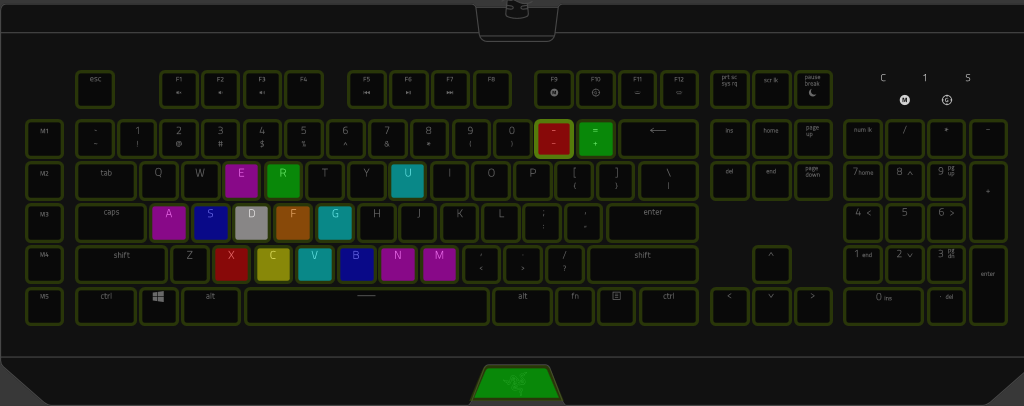 C 1 S
esc F1 F2 F3 F4 F5 F6 F7 F8 F9 F10 F11 F12 prt sc sys rq scr lk pause break
M G
M1 1 ! 2 @ 3 # 4 $ 5 % 6 ^ 7 & 8 * 9 ( 0 ) - = + ins home page up num lk / * -
M2 tab Q W E R T Y U I O P [ { ] } \ | del end page down 7 home 8 9 pg up +
M3 caps A S D F G H J K L ; : enter 4 < 5 6 >
M4 shift Z X C V B N M < > / ? shift ^ 1 end 2 3 pg dn enter
M5 ctrl alt alt fn ctrl < > 0 ins . del